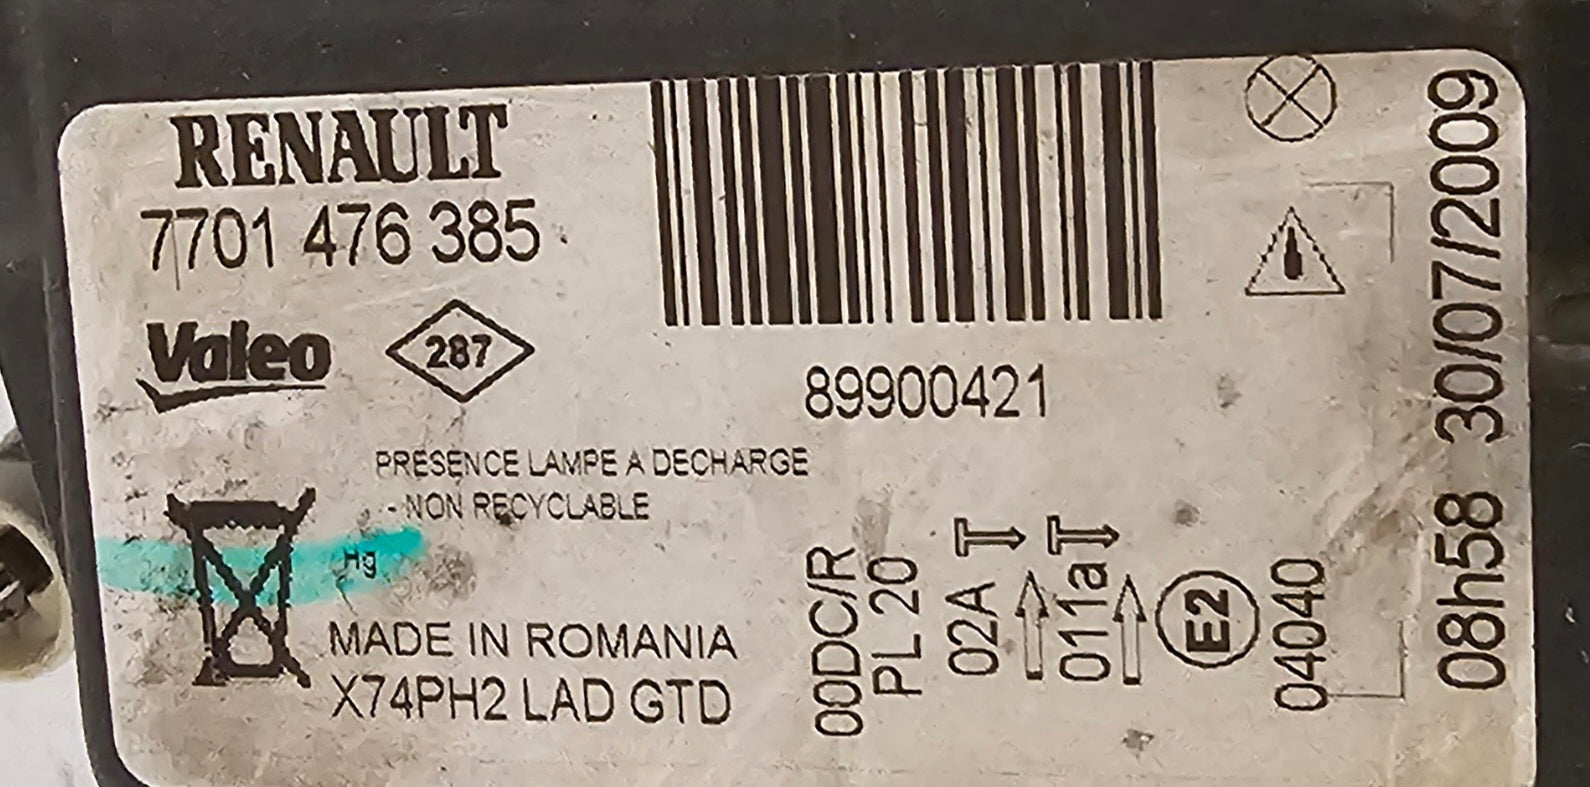 RENAULT
7701 476 385
Valeo
287
89900421
PRESENCE LAMPE A DECHARGE
- NON RECYCLABLE
Hg
MADE IN ROMANIA
X74PH2 LAD GTD
00DC/R
PL 20
02A
011a
E2
04040
08h58 30/07/2009